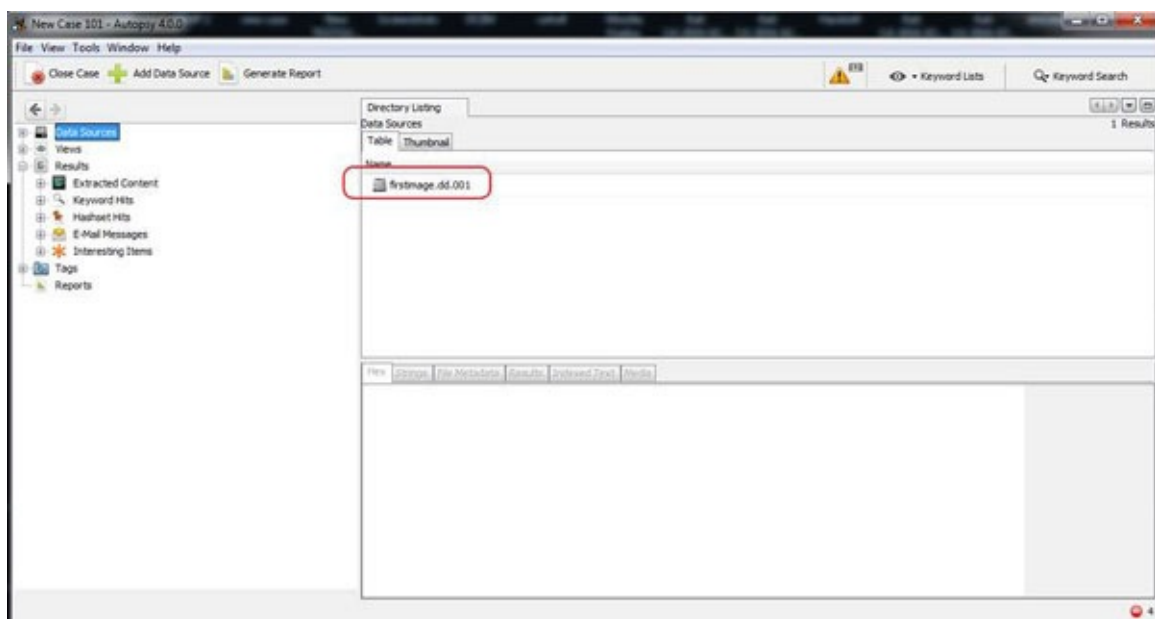 New Case 101 - Autopsy 4.0.0
File View Tools Window Help
Close Case Add Data Source Generate Report
Keyword Lists
Keyword Search
Data Sources
Views
Results
Extracted Content
Keyword Hits
Hashset Hits
E-Mail Messages
Interesting Items
Tags
Reports
Directory Listing
Data Sources
1 Results
Table Thumbnail
Name
firstmage.dd.001
Hex Strings File Metadata Results Indexed Text Media
4